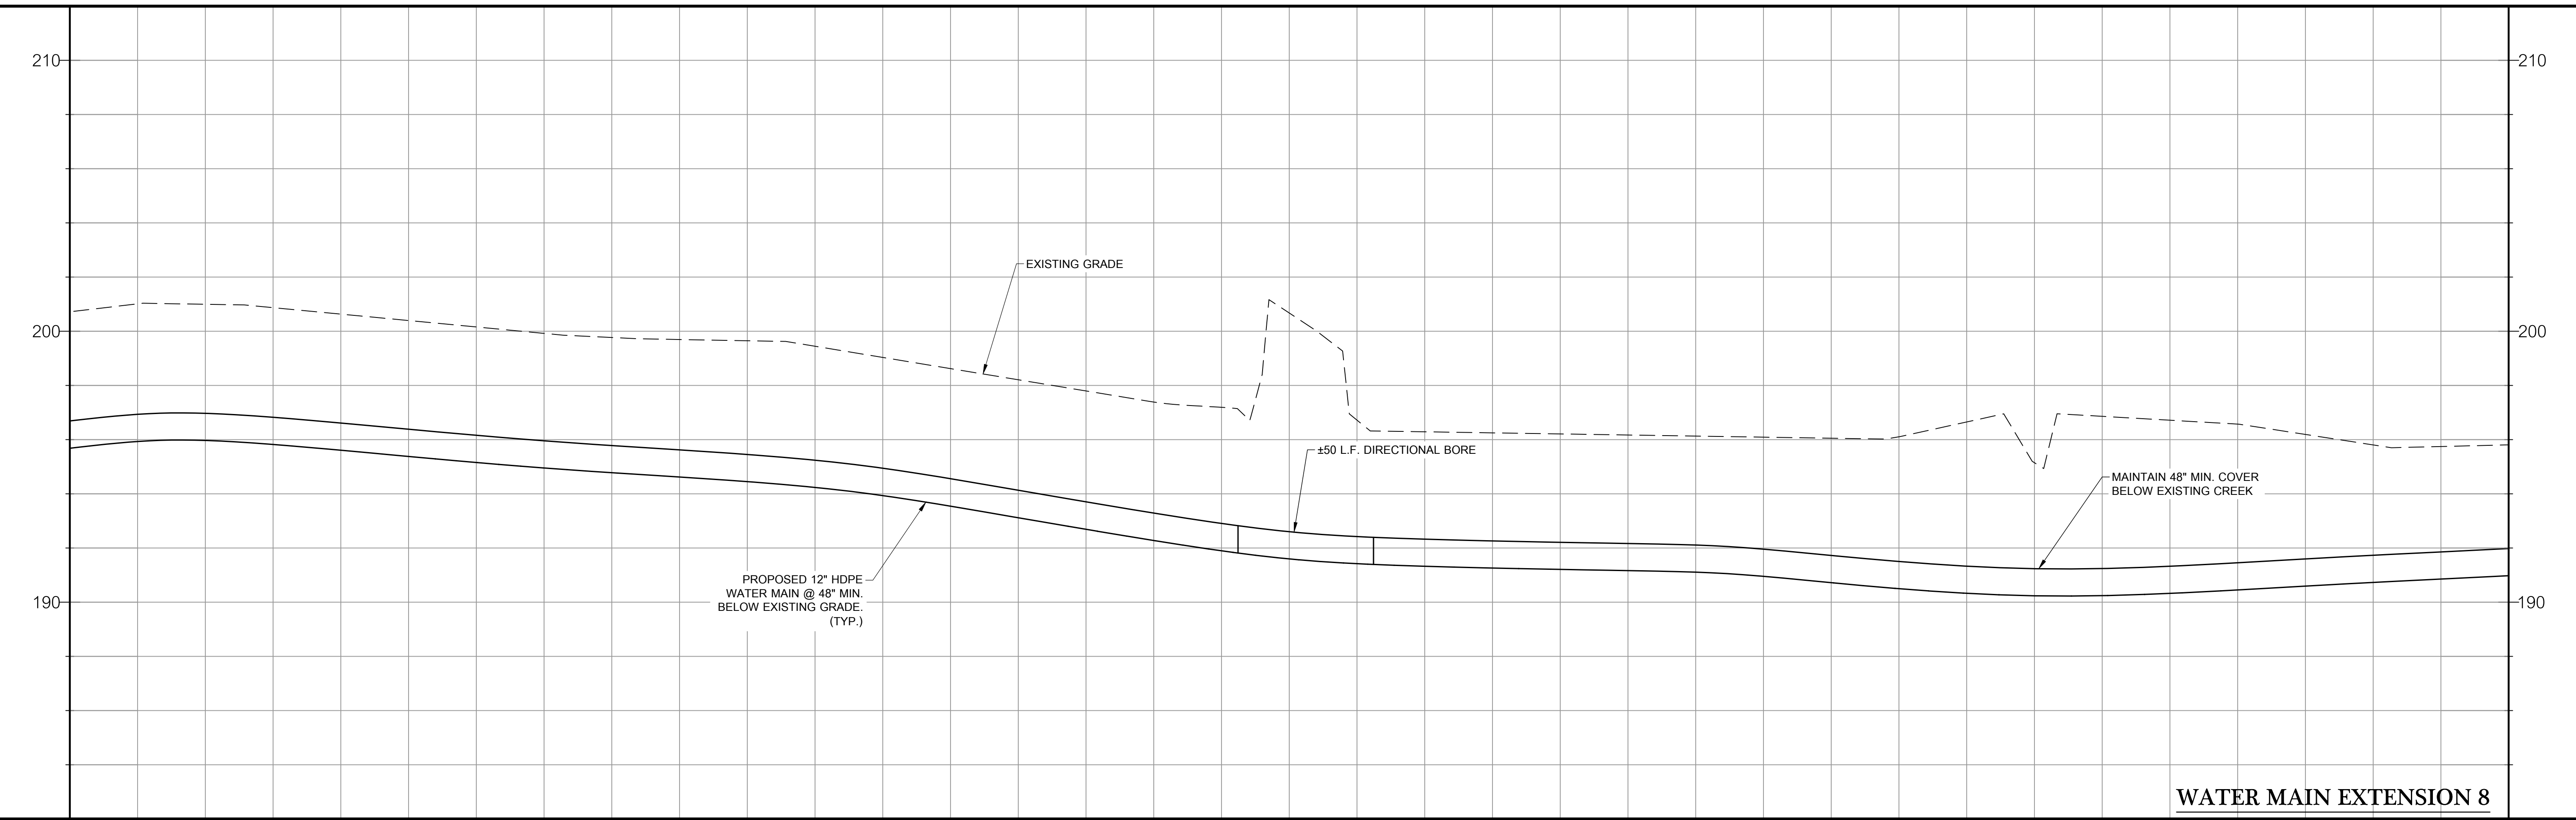 210
210
EXISTING GRADE
200
200
±50 L.F. DIRECTIONAL BORE
MAINTAIN 48" MIN. COVER
BELOW EXISTING CREEK
PROPOSED 12" HDPE
WATER MAIN @ 48" MIN.
BELOW EXISTING GRADE.
(TYP.)
190
190
WATER MAIN EXTENSION 8